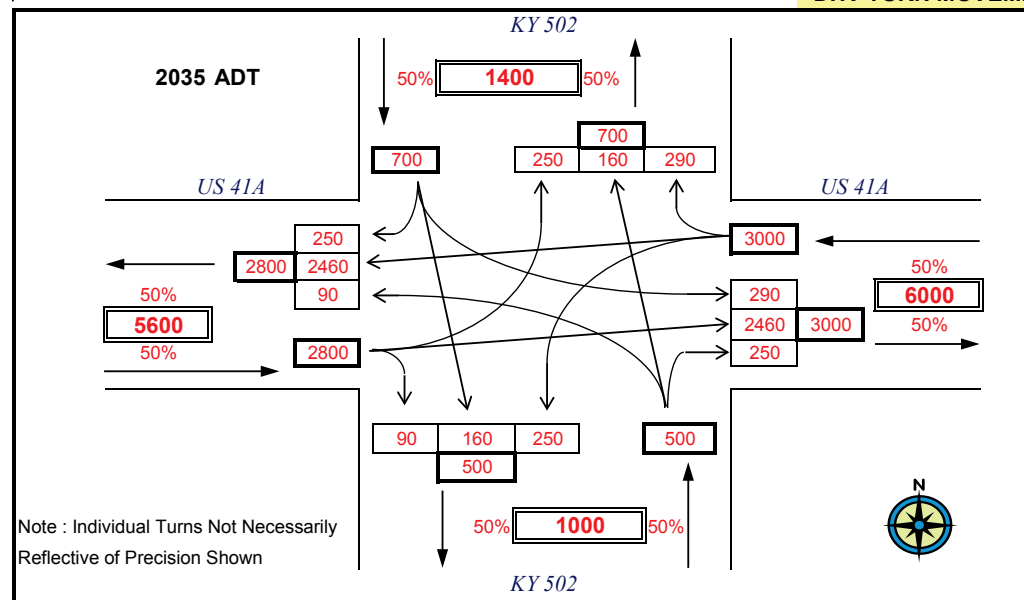 KY 502
2035 ADT
50% 1400 50%
700
700
250 160 290
US 41A
US 41A
250
3000
2800 2460
50%
50%
90
290
6000
5600
2460 3000
50%
50%
2800
250
90 160 250
500
500
N
Note : Individual Turns Not Necessarily
50% 1000 50%
Reflective of Precision Shown
KY 502